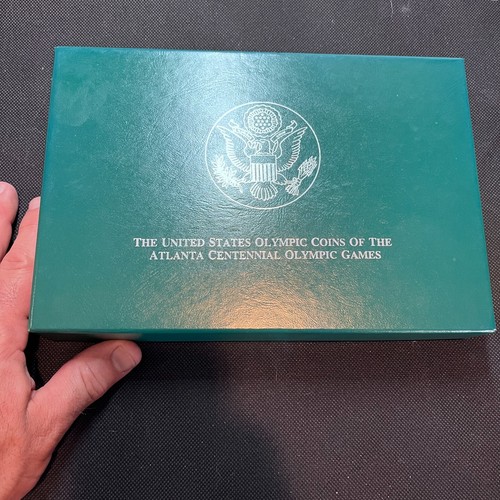 The United States Olympic Coins Of The
Atlanta Centennial Olympic Games